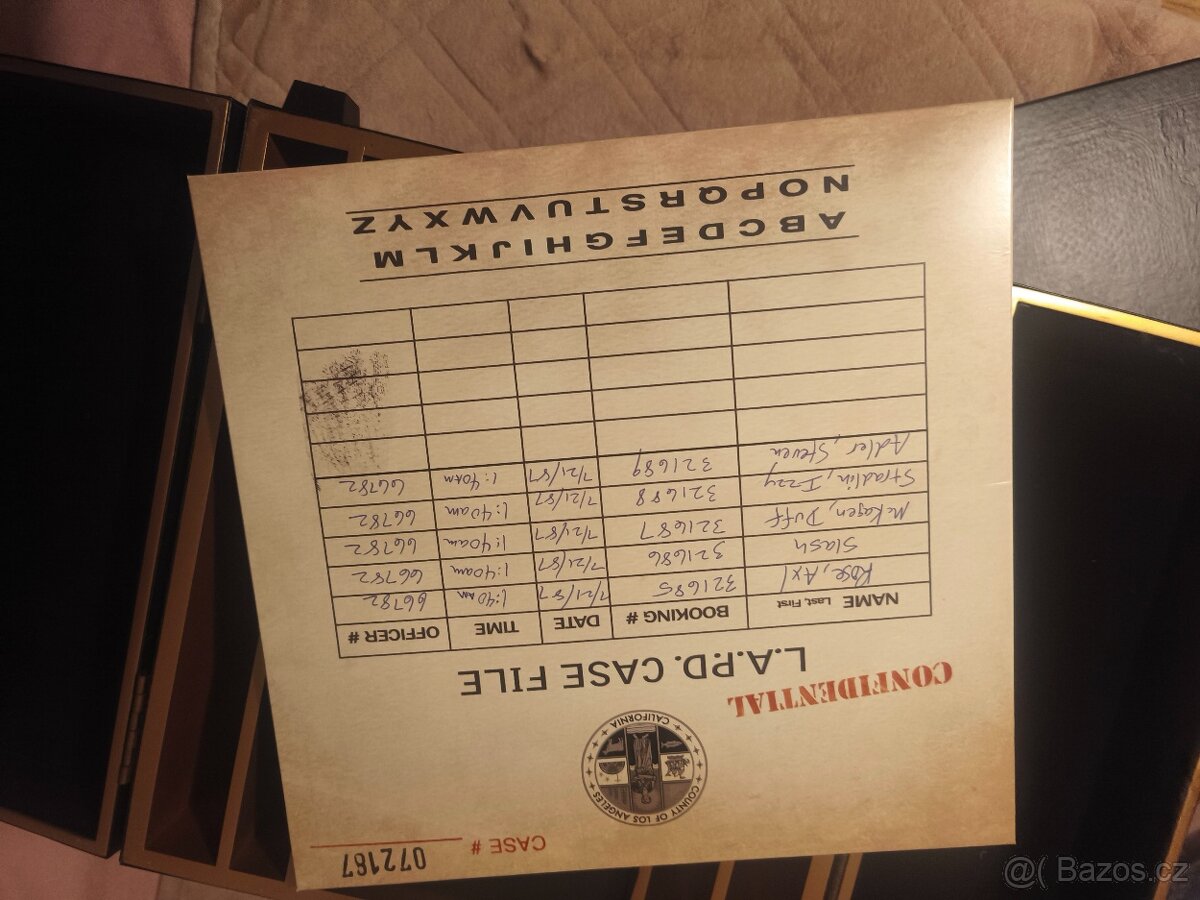 072187
CASE #
COUNTY OF LOS ANGELES
CALIFORNIA
CONFIDENTIAL
L.A.P.D. CASE FILE
NAME Last, First BOOKING # DATE TIME OFFICER #
Rose, Axl 321685 7/21/87 1:40am 66782
Slash 321686 7/21/87 1:40am 66782
McKagen, Duff 321687 7/21/87 1:40am 66782
Stradlin, Izzy 321688 7/21/87 1:40am 66782
Adler, Steven 321689 7/21/87 1:40am 66782
A B C D E F G H I J K L M
N O P Q R S T U V W X Y Z
@( Bazos.cz